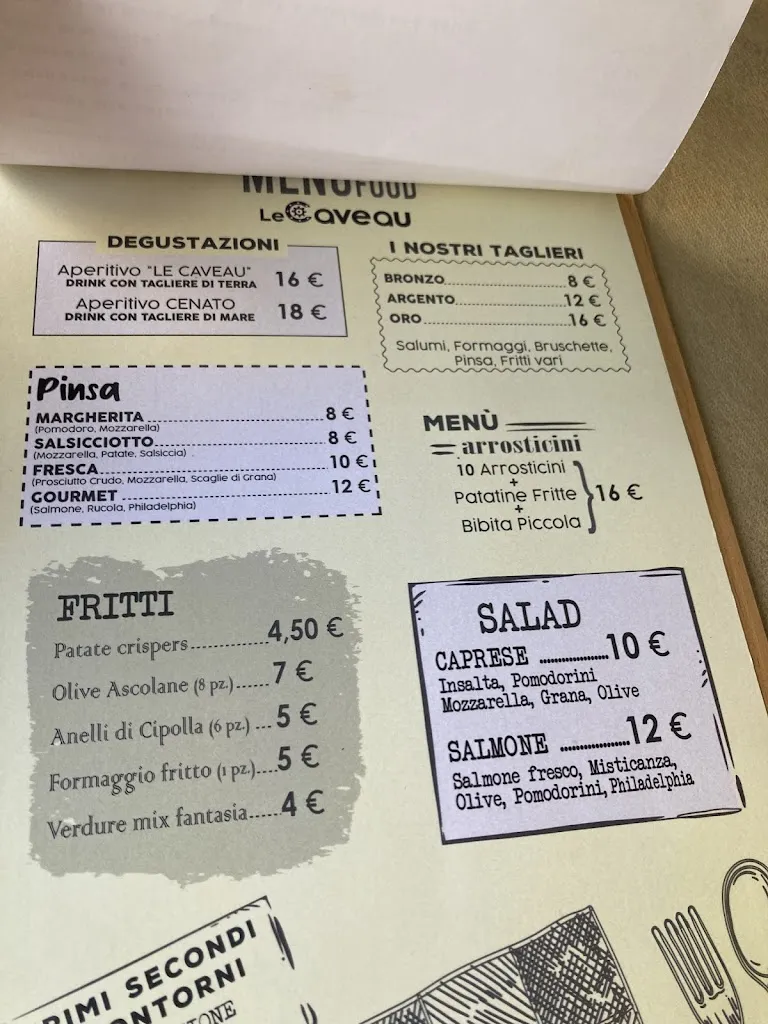 MENUFOOD
Le Caveau
DEGUSTAZIONI
Aperitivo "LE CAVEAU" 16 €
DRINK CON TAGLIERE DI TERRA
Aperitivo CENATO 18 €
DRINK CON TAGLIERE DI MARE
I NOSTRI TAGLIERI
BRONZO 8 €
ARGENTO 12 €
ORO 16 €
Salumi, Formaggi, Bruschette,
Pinsa, Fritti vari
Pinsa
MARGHERITA 8 €
(Pomodoro, Mozzarella)
SALSICCIOTTO 8 €
(Mozzarella, Patate, Salsiccia)
FRESCA 10 €
(Prosciutto Crudo, Mozzarella, Scaglie di Grana)
GOURMET 12 €
(Salmone, Rucola, Philadelphia)
MENÙ
arrosticini
10 Arrosticini
+
Patatine Fritte 16 €
+
Bibita Piccola
FRITTI
Patate crispers 4,50 €
Olive Ascolane (8 pz.) 7 €
Anelli di Cipolla (6 pz.) 5 €
Formaggio fritto (1 pz.) 5 €
Verdure mix fantasia 4 €
SALAD
CAPRESE 10 €
Insalta, Pomodorini
Mozzarella, Grana, Olive
SALMONE 12 €
Salmone fresco, Misticanza,
Olive, Pomodorini, Philadelphia
SECONDI